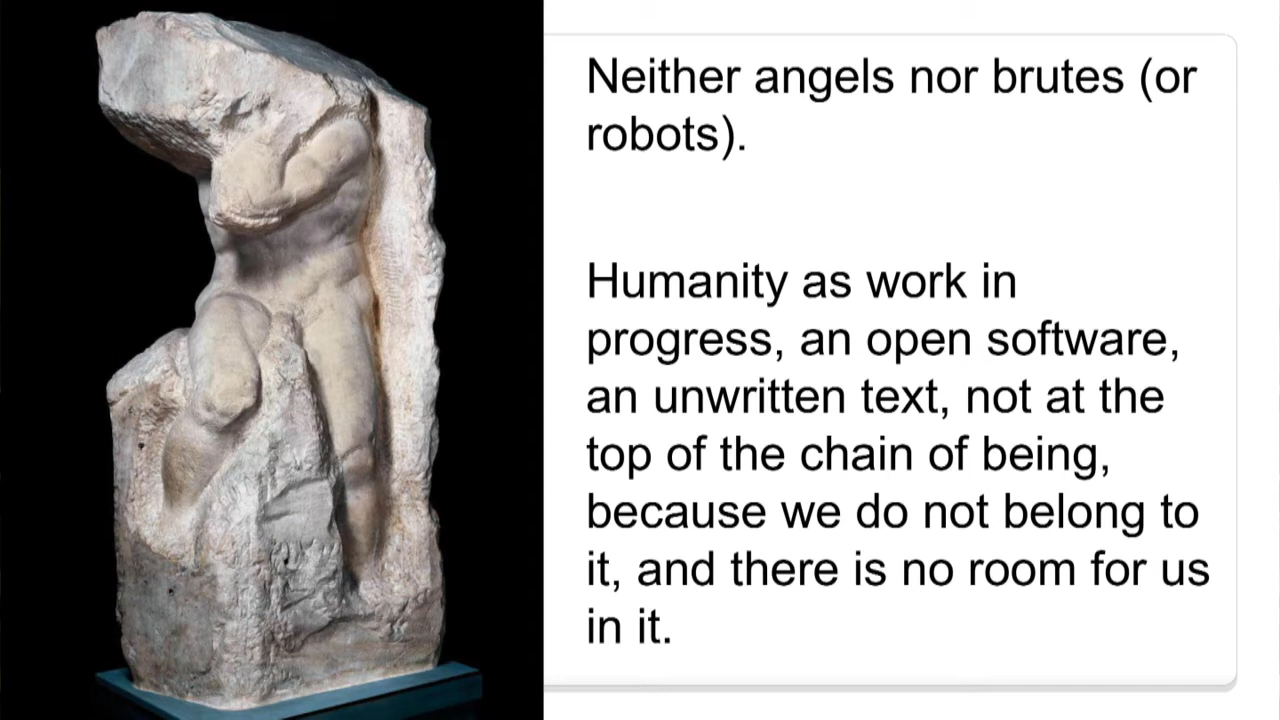 Neither angels nor brutes (or
robots).
Humanity as work in
progress, an open software,
an unwritten text, not at the
top of the chain of being,
because we do not belong to
it, and there is no room for us
in it.